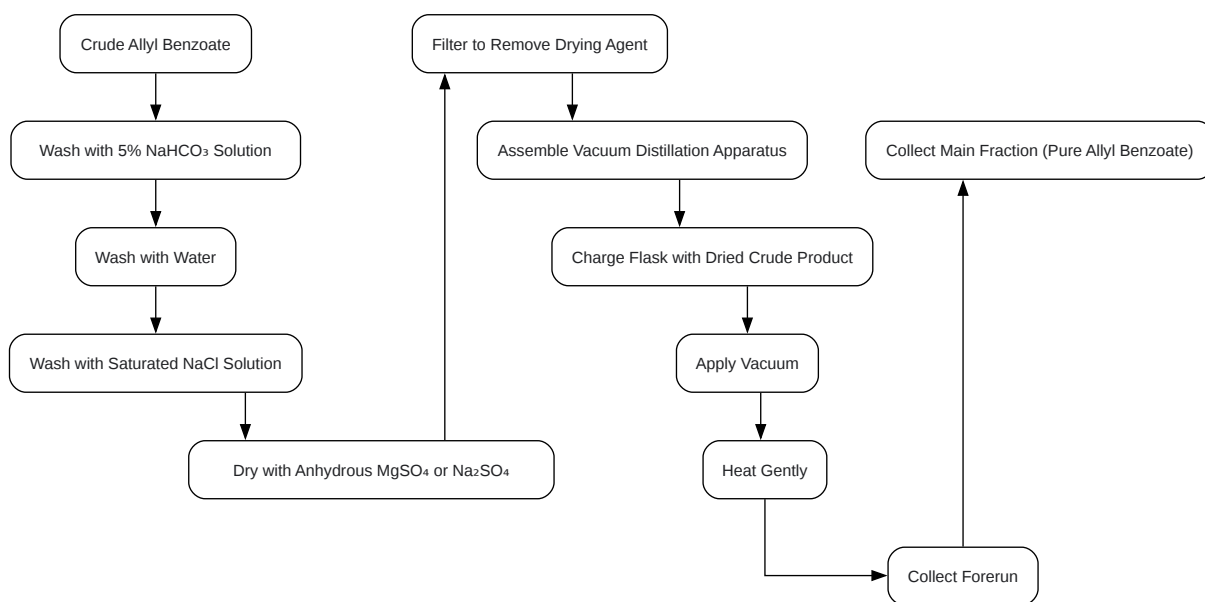 Crude Allyl Benzoate
Wash with 5% NaHCO₃ Solution
Wash with Water
Wash with Saturated NaCl Solution
Dry with Anhydrous MgSO₄ or Na₂SO₄
Filter to Remove Drying Agent
Assemble Vacuum Distillation Apparatus
Charge Flask with Dried Crude Product
Apply Vacuum
Heat Gently
Collect Forerun
Collect Main Fraction (Pure Allyl Benzoate)